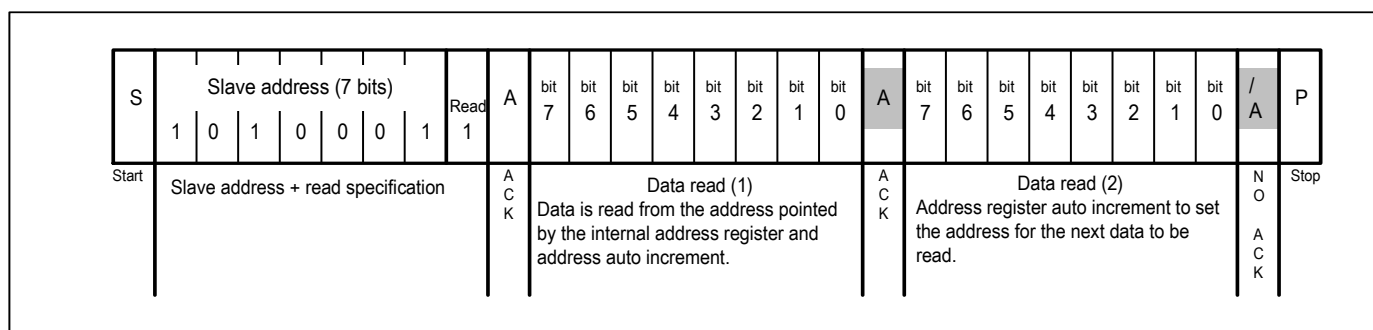 S
Slave address (7 bits)
1 0 1 0 0 0 1
Read
1
A
bit 7
bit 6
bit 5
bit 4
bit 3
bit 2
bit 1
bit 0
A
bit 7
bit 6
bit 5
bit 4
bit 3
bit 2
bit 1
bit 0
/A
P
Start
Slave address + read specification
ACK
Data read (1)
Data is read from the address pointed
by the internal address register and
address auto increment.
ACK
Data read (2)
Address register auto increment to set
the address for the next data to be
read.
NO ACK
Stop